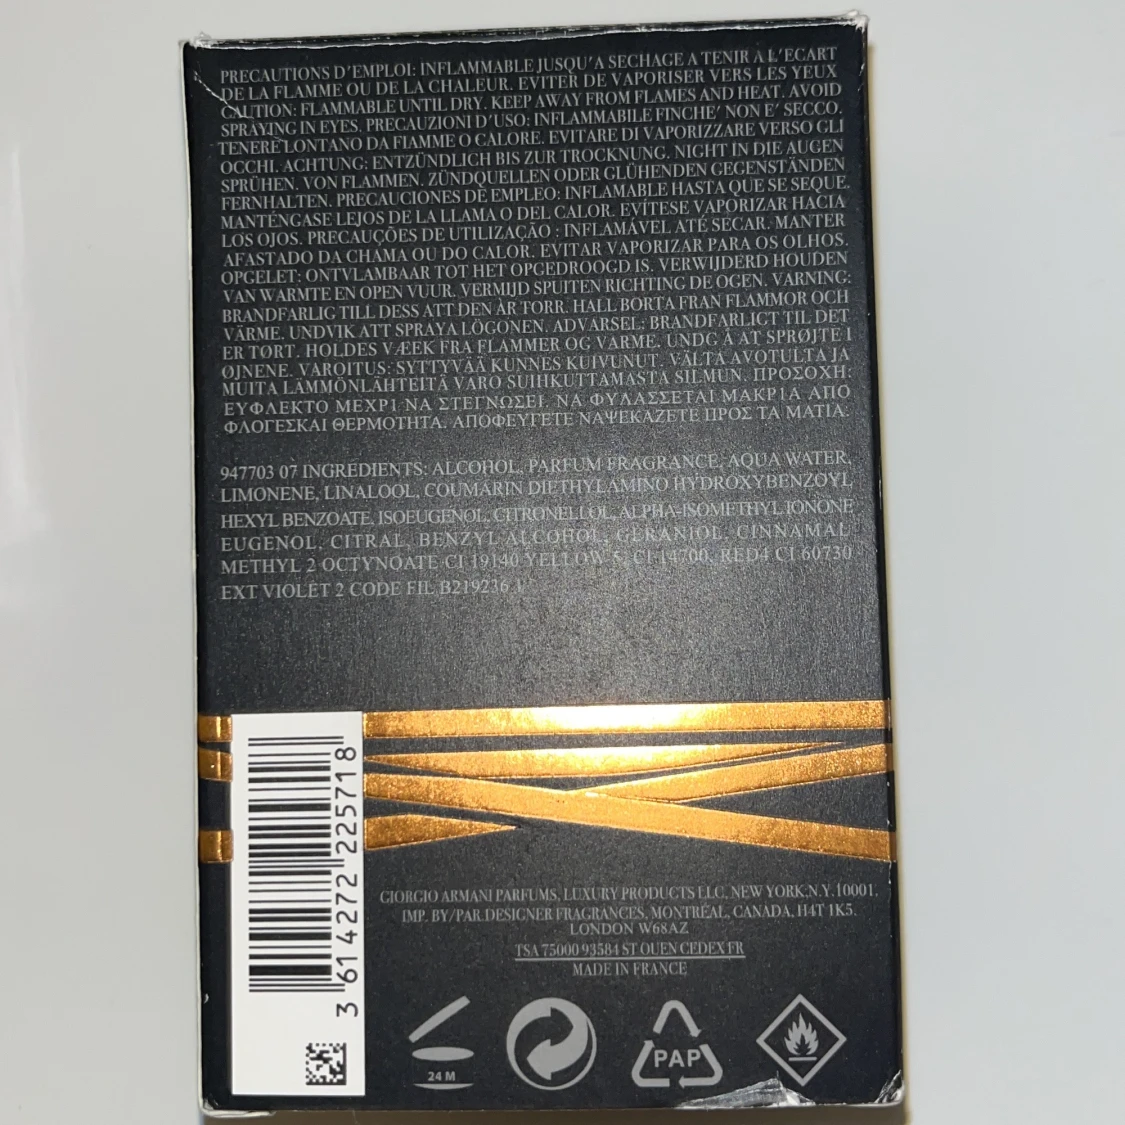 PRECAUTIONS D'EMPLOI: INFLAMMABLE JUSQU'A SECHAGE A TENIR À L'ECART
DE LA FLAMME OU DE LA CHALEUR. EVITER DE VAPORISER VERS LES YEUX
CAUTION: FLAMMABLE UNTIL DRY. KEEP AWAY FROM FLAMES AND HEAT. AVOID
SPRAYING IN EYES. PRECAUZIONI D'USO: INFLAMMABILE FINCHE' NON E' SECCO.
TENERE LONTANO DA FIAMME O CALORE. EVITARE DI VAPORIZZARE VERSO GLI
OCCHI. ACHTUNG: ENTZÜNDLICH BIS ZUR TROCKNUNG. NIGHT IN DIE AUGEN
SPRÜHEN. VON FLAMMEN, ZÜNDQUELLEN ODER GLÜHENDEN GEGENSTÄNDEN
FERNHALTEN. PRECAUCIONES DE EMPLEO: INFLAMABLE HASTA QUE SE SEQUE.
MANTÉNGASE LEJOS DE LA LLAMA O DEL CALOR. EVÍTESE VAPORIZAR HACIA
LOS OJOS. PRECAUÇÕES DE UTILIZAÇÃO : INFLAMÁVEL ATÉ SECAR. MANTER
AFASTADO DA CHAMA OU DO CALOR. EVITAR VAPORIZAR PARA OS OLHOS.
OPGELET: ONTVLAMBAAR TOT HET OPGEDROOGD IS. VERWIJDERD HOUDEN
VAN WARMTE EN OPEN VUUR. VERMIJD SPUITEN RICHTING DE OGEN. VARNING:
BRANDFARLIG TILL DESS ATT DEN ÀR TORR. HALL BORTA FRAN FLAMMOR OCH
VÄRME. UNDVIK ATT SPRAYA LÖGONEN. ADVARSEL: BRANDFARLIGT TIL DET
ER TØRT. HOLDES VÆEK FRA FLAMMER OG VARME. UNDG Å AT SPRØJTE I
ØJNENE. VAROITUS: SYTTYVÄÄ KUNNES KUIVUNUT. VÄLTÄ AVOTULTA JA
MUITA LÄMMÖNLÄHTEITÄ VARO SUIHKUTTAMASTA SILMUN. ΠΡΟΣΟΧΗ:
ΕΥΦΛΕΚΤΟ ΜΕΧΡΙ ΝΑ ΣΤΕΓΝΩΣΕΙ. ΝΑ ΦΥΛΑΣΣΕΤΑΙ ΜΑΚΡΙΑ ΑΠΟ
ΦΛΟΓΕΣΚΑΙ ΘΕΡΜΟΤΗΤΑ. ΑΠΟΦΕΥΓΕΤΕ ΝΑΨΕΚΑΖΕΤΕ ΠΡΟΣ ΤΑ ΜΑΤΙΑ:
947703 07 INGREDIENTS: ALCOHOL, PARFUM FRAGRANCE, AQUA WATER,
LIMONENE, LINALOOL, COUMARIN DIETHYLAMINO HYDROXYBENZOYL
HEXYL BENZOATE, ISOEUGENOL, CITRONELLOL, ALPHA-ISOMETHYL IONONE
EUGENOL, CITRAL, BENZYL ALCOHOL, GERANIOL, CINNAMAL
METHYL 2 OCTYNOATE CI 19140 YELLOW 5, CI 14700, RED4 CI 60730
EXT VIOLET 2 CODE FIL B219236 1
3 614272 225718
GIORGIO ARMANI PARFUMS, LUXURY PRODUCTS LLC, NEW YORK,N.Y. 10001.
IMP. BY/PAR.DESIGNER FRAGRANCES, MONTRÉAL, CANADA, H4T 1K5.
LONDON W68AZ
TSA 75000 93584 ST OUEN CEDEX FR
MADE IN FRANCE
24 M
PAP